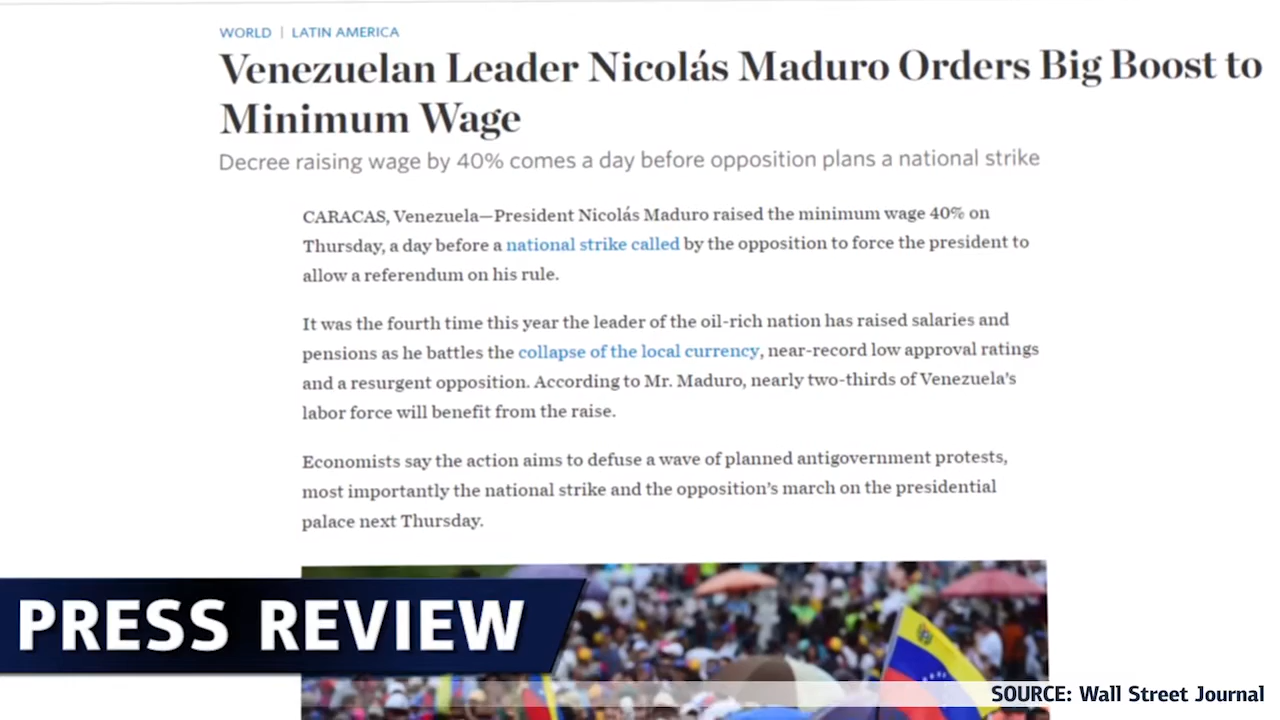 WORLD | LATIN AMERICA
Venezuelan Leader Nicolás Maduro Orders Big Boost to
Minimum Wage
Decree raising wage by 40% comes a day before opposition plans a national strike
CARACAS, Venezuela—President Nicolás Maduro raised the minimum wage 40% on
Thursday, a day before a national strike called by the opposition to force the president to
allow a referendum on his rule.
It was the fourth time this year the leader of the oil-rich nation has raised salaries and
pensions as he battles the collapse of the local currency, near-record low approval ratings
and a resurgent opposition. According to Mr. Maduro, nearly two-thirds of Venezuela's
labor force will benefit from the raise.
Economists say the action aims to defuse a wave of planned antigovernment protests,
most importantly the national strike and the opposition's march on the presidential
palace next Thursday.
PRESS REVIEW
SOURCE: Wall Street Journal